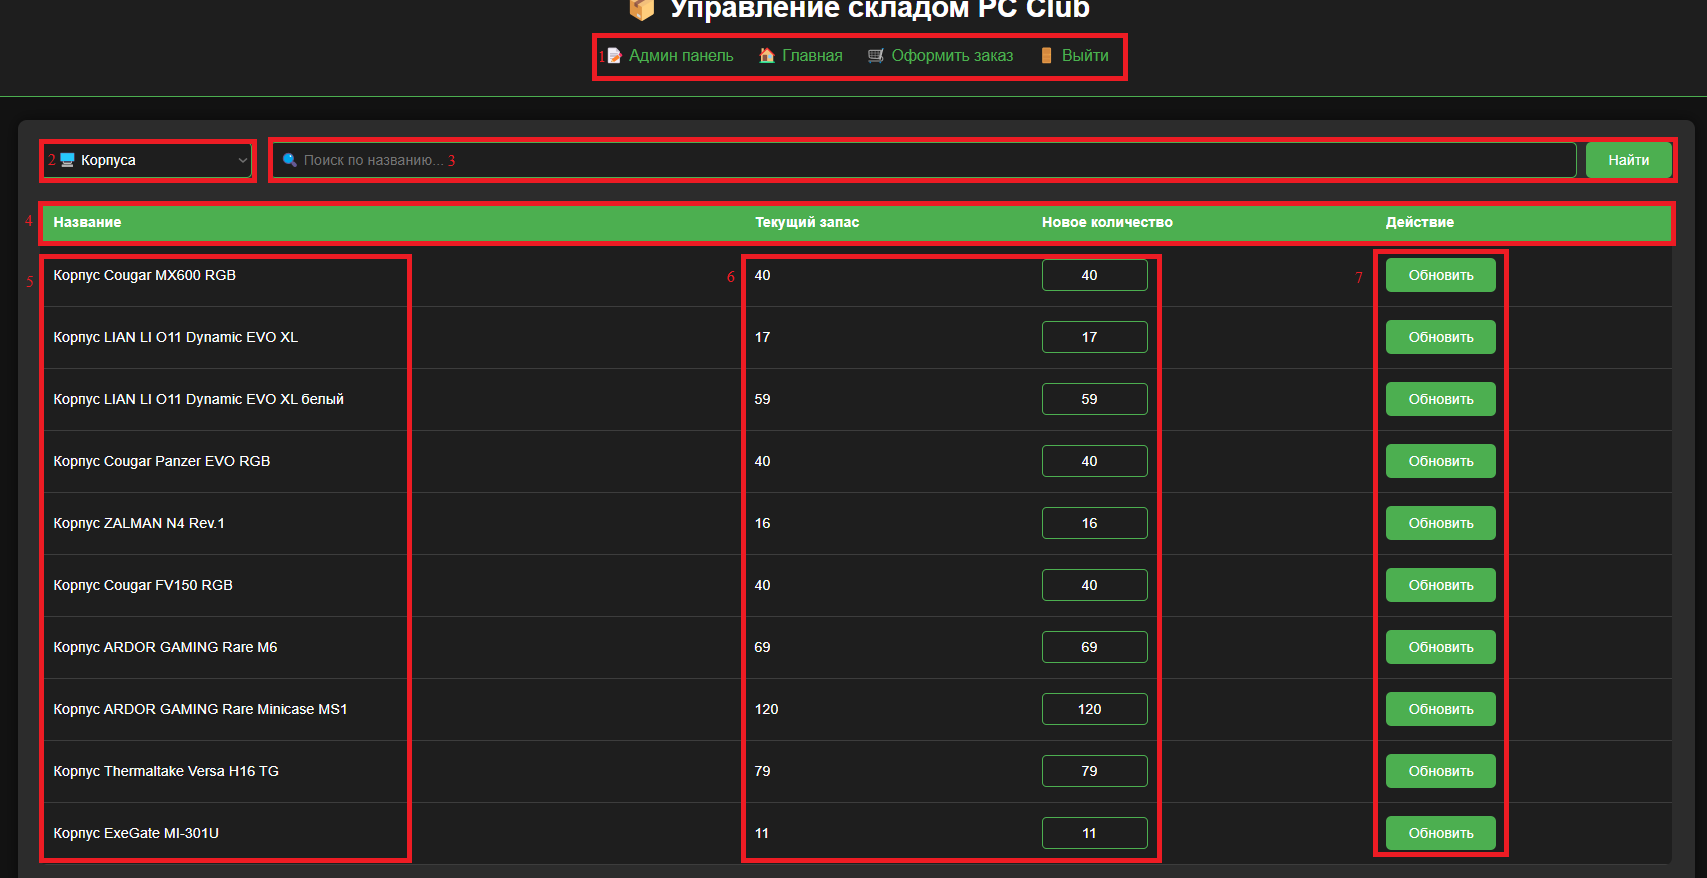 📦 Управление складом PC Club
1 📝 Админ панель 🏠 Главная 🛒 Оформить заказ 🚪 Выйти
2 🖥️ Корпуса 🔍 Поиск по названию... 3 Найти
4 Название Текущий запас Новое количество Действие
5 Корпус Cougar MX600 RGB 6 40 40 7 Обновить
Корпус LIAN LI O11 Dynamic EVO XL 17 17 Обновить
Корпус LIAN LI O11 Dynamic EVO XL белый 59 59 Обновить
Корпус Cougar Panzer EVO RGB 40 40 Обновить
Корпус ZALMAN N4 Rev.1 16 16 Обновить
Корпус Cougar FV150 RGB 40 40 Обновить
Корпус ARDOR GAMING Rare M6 69 69 Обновить
Корпус ARDOR GAMING Rare Minicase MS1 120 120 Обновить
Корпус Thermaltake Versa H16 TG 79 79 Обновить
Корпус ExeGate MI-301U 11 11 Обновить